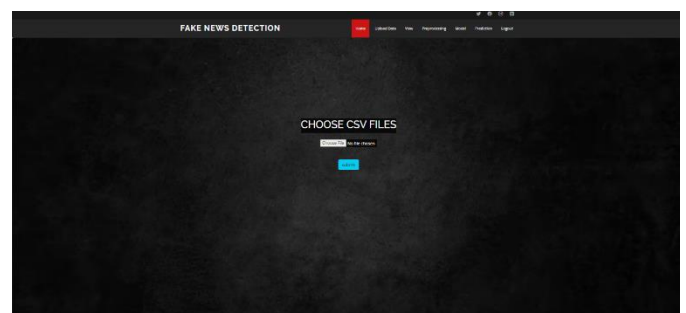 FAKE NEWS DETECTION
Home Upload Data View Preprocessing Model Prediction Logout
CHOOSE CSV FILES
Choose File No file chosen